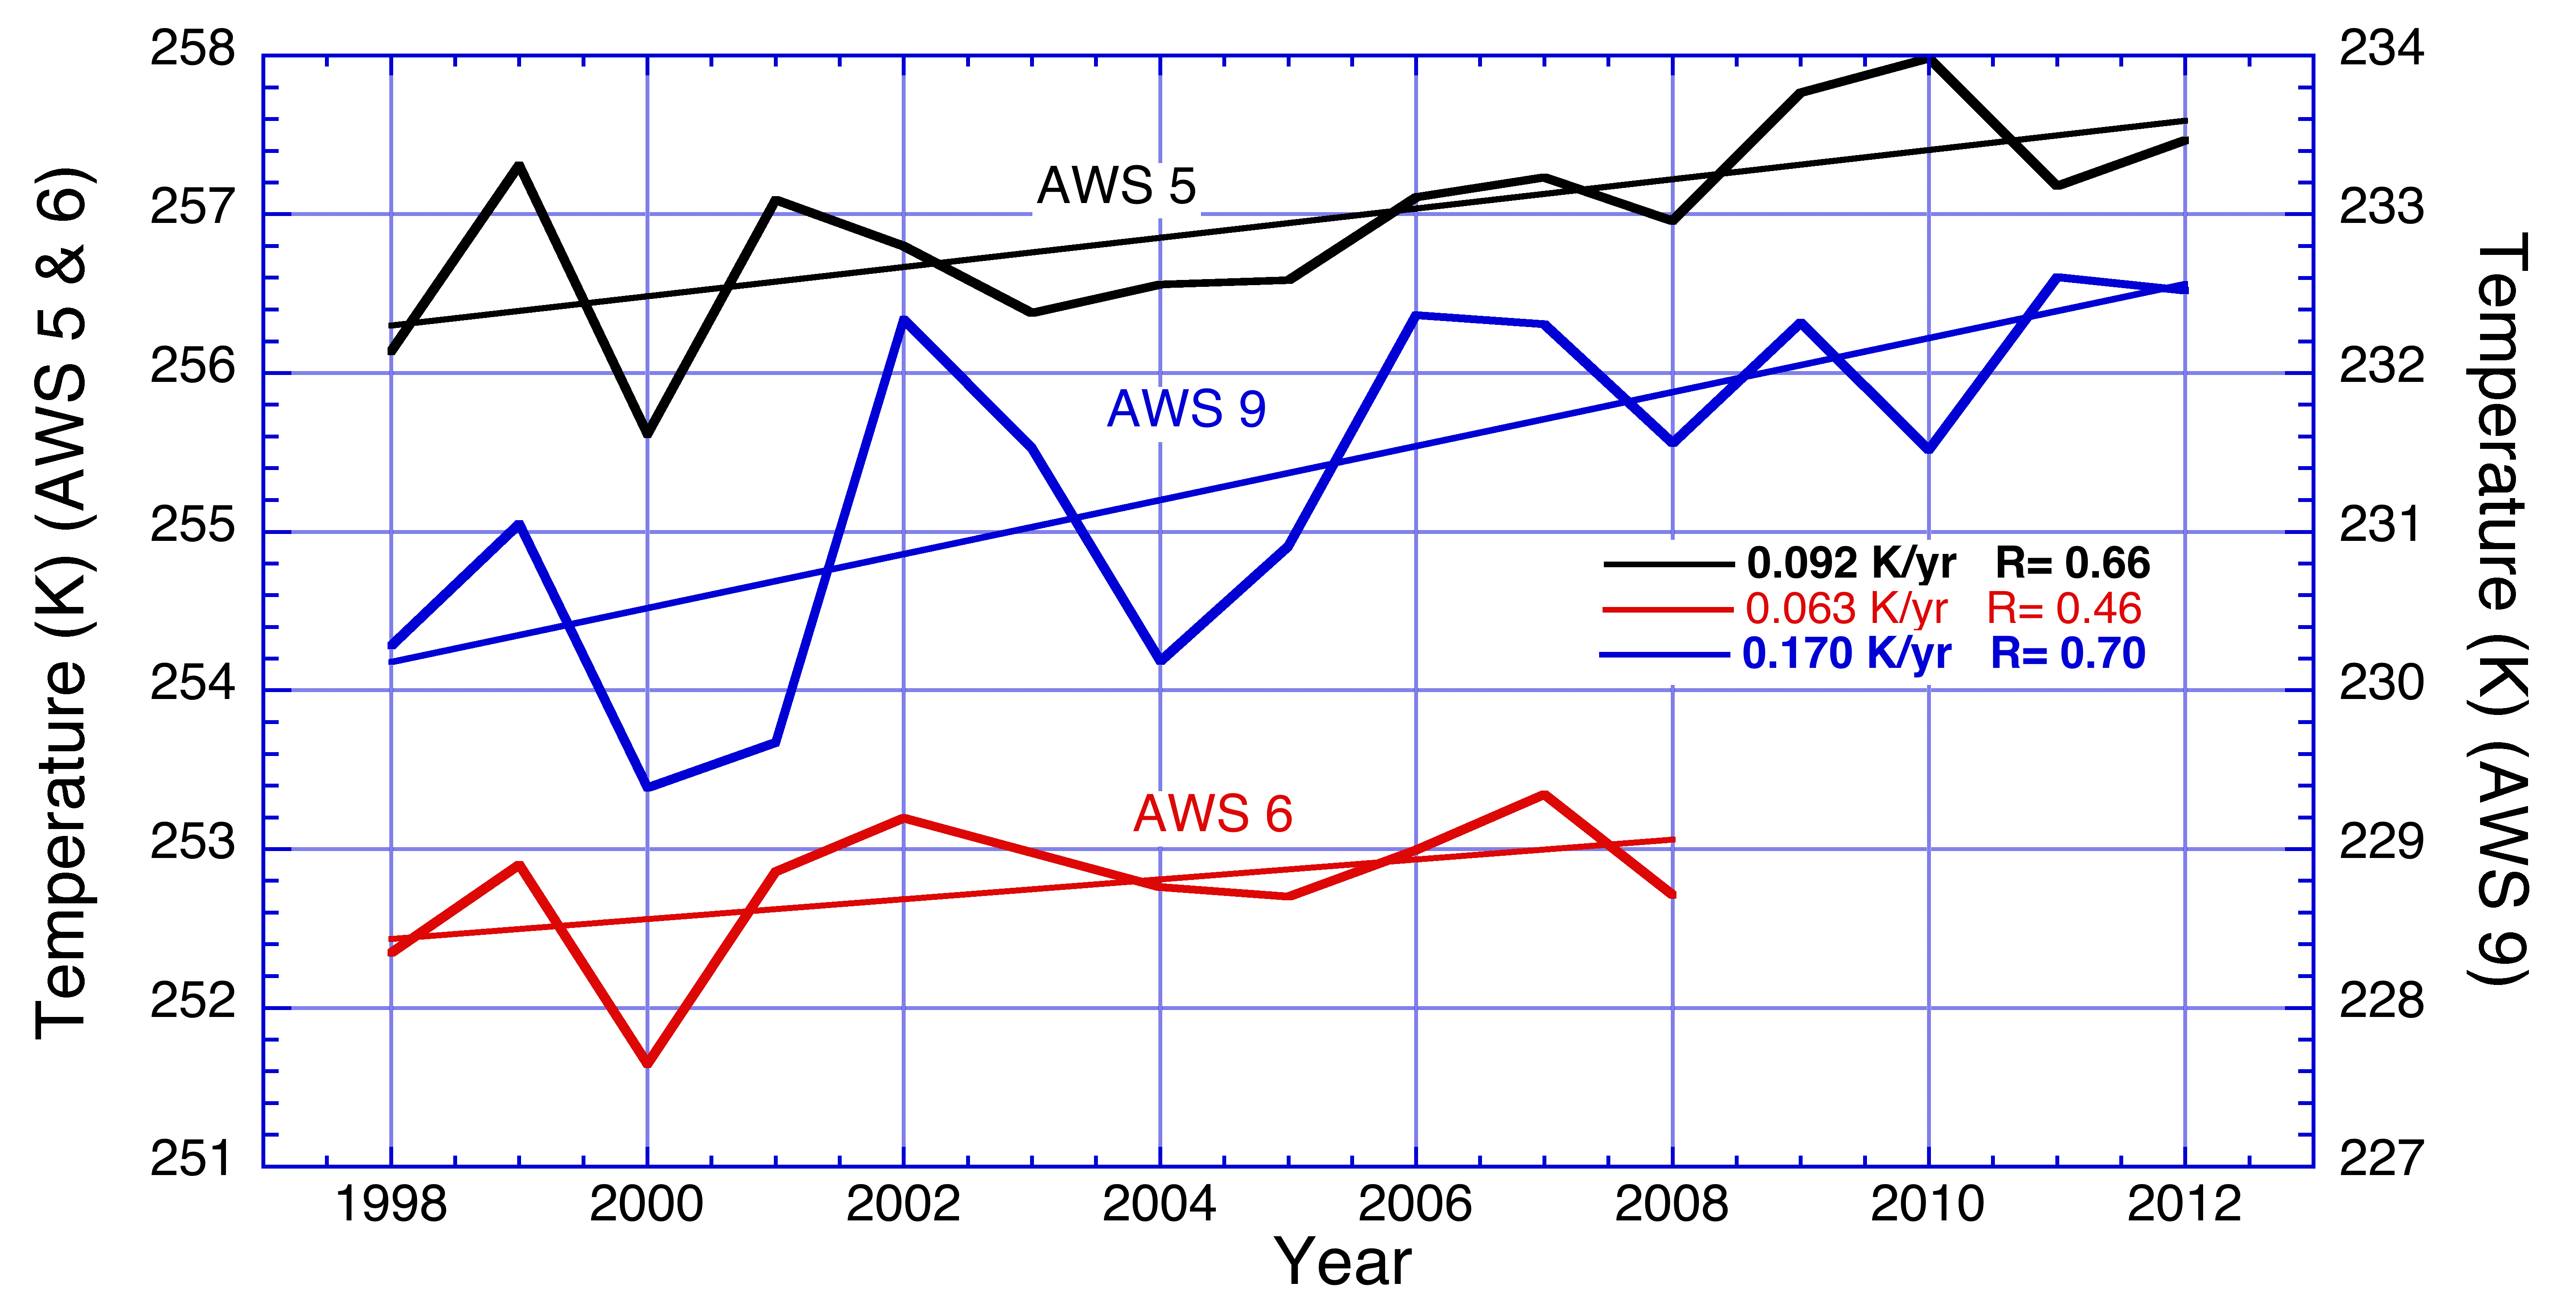 Temperature (K) (AWS 5 & 6)
258
257
256
255
254
253
252
251
AWS 5
AWS 9
AWS 6
0.092 K/yr R= 0.66
0.063 K/yr R= 0.46
0.170 K/yr R= 0.70
234
233
232
231
230
229
228
227
Temperature (K) (AWS 9)
1998 2000 2002 2004 2006 2008 2010 2012
Year